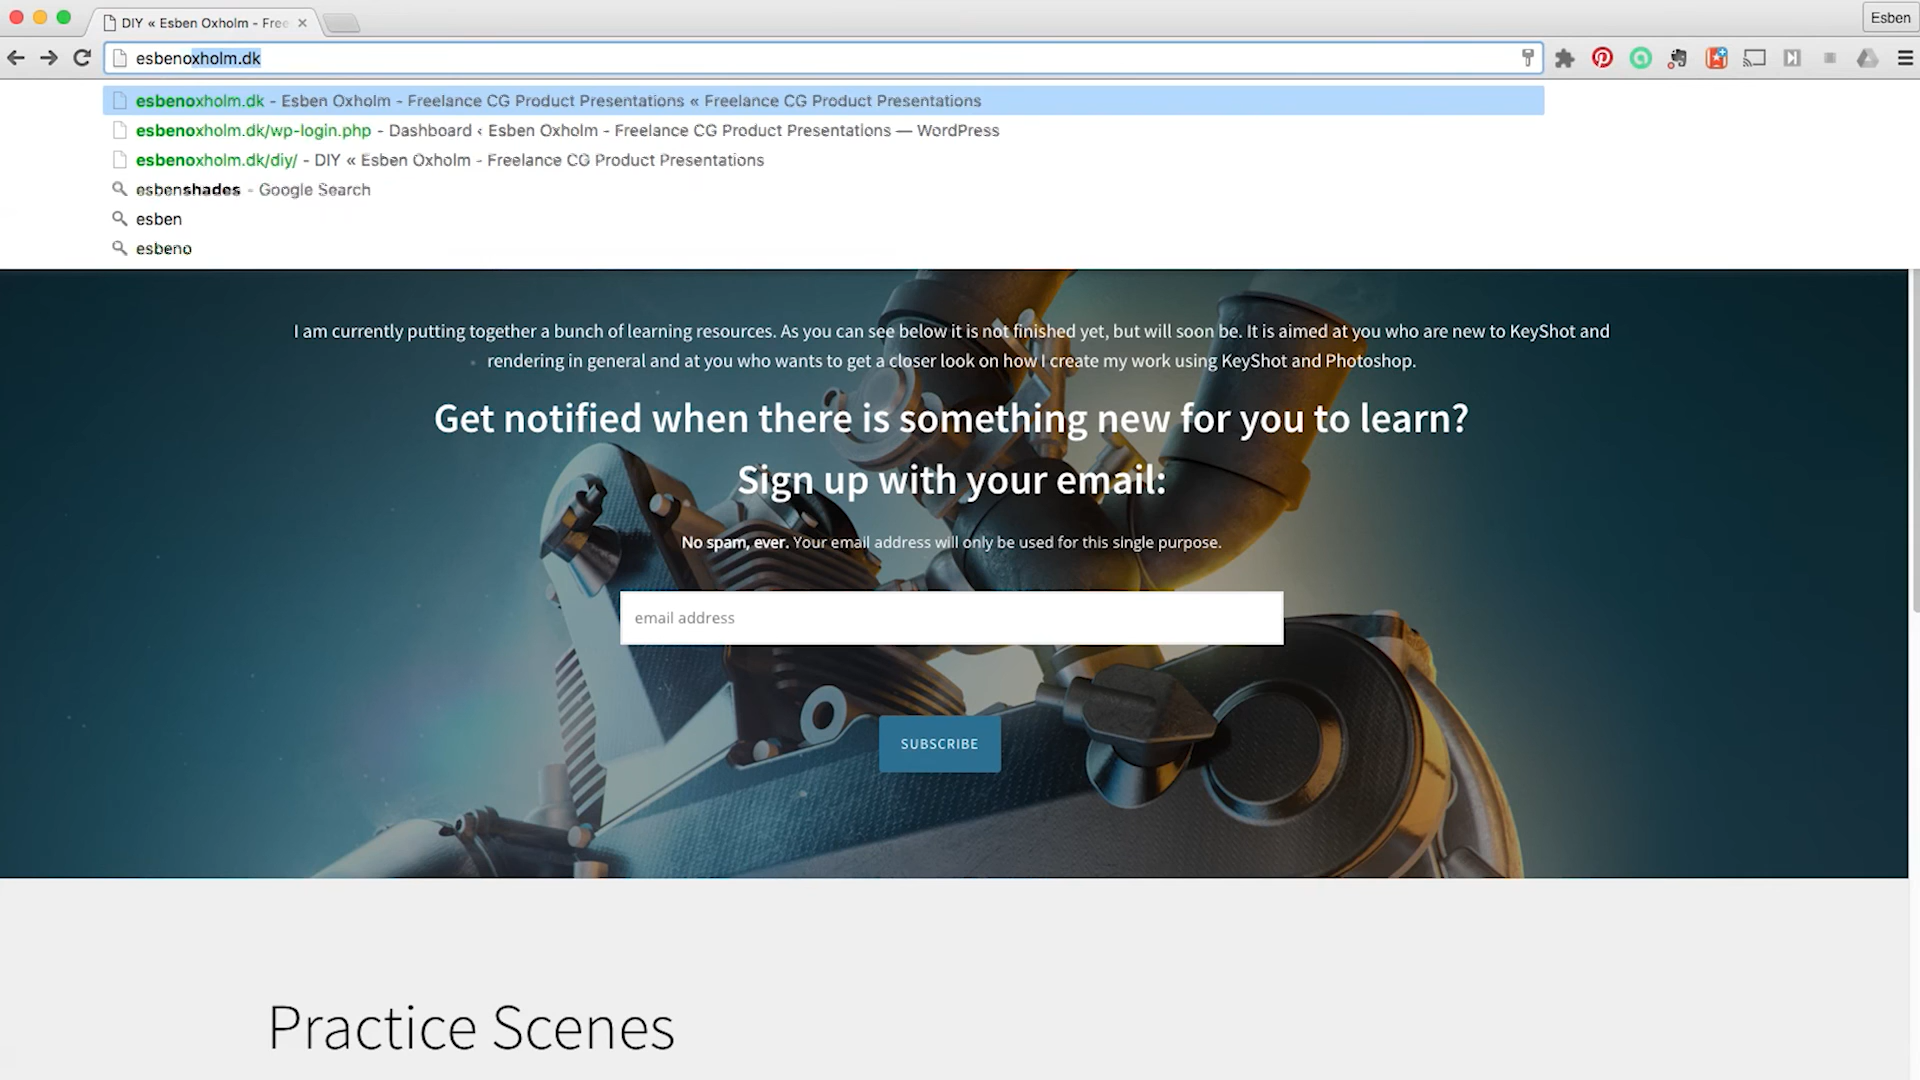 DIY « Esben Oxholm - Free
Esben
esbenoxholm.dk
esbenoxholm.dk - Esben Oxholm - Freelance CG Product Presentations « Freelance CG Product Presentations
esbenoxholm.dk/wp-login.php - Dashboard ‹ Esben Oxholm - Freelance CG Product Presentations — WordPress
esbenoxholm.dk/diy/ - DIY « Esben Oxholm - Freelance CG Product Presentations
esbenshades - Google Search
esben
esbeno
I am currently putting together a bunch of learning resources. As you can see below it is not finished yet, but will soon be. It is aimed at you who are new to KeyShot and
rendering in general and at you who wants to get a closer look on how I create my work using KeyShot and Photoshop.
Get notified when there is something new for you to learn?
Sign up with your email:
No spam, ever. Your email address will only be used for this single purpose.
email address
SUBSCRIBE
Practice Scenes